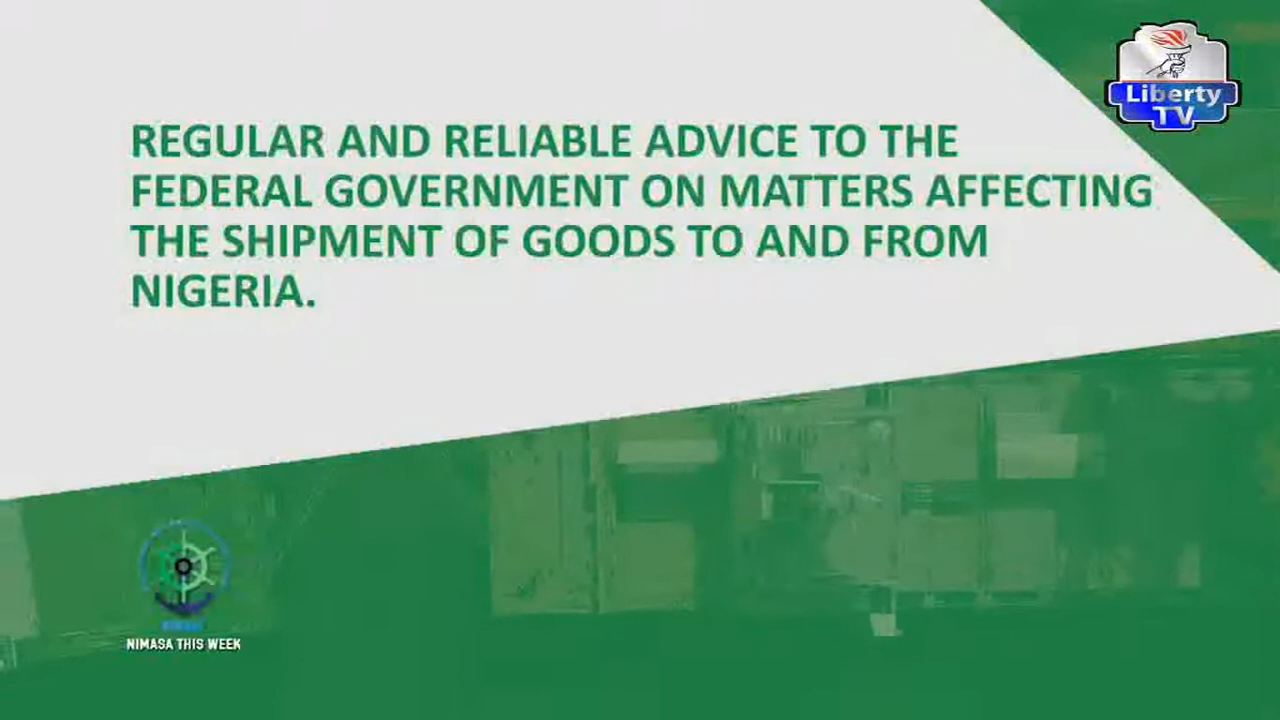 Liberty
TV
REGULAR AND RELIABLE ADVICE TO THE
FEDERAL GOVERNMENT ON MATTERS AFFECTING
THE SHIPMENT OF GOODS TO AND FROM
NIGERIA.
NIMASA THIS WEEK